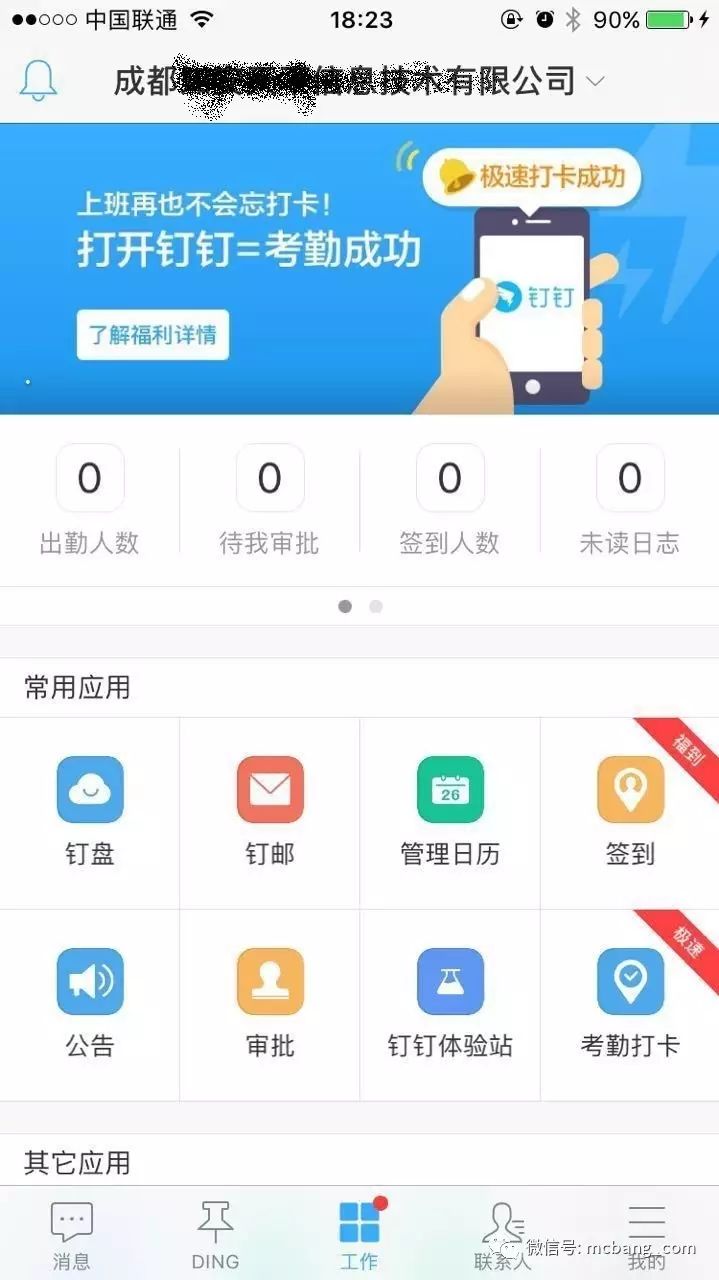 中国联通
18:23
90%
成都
信息技术有限公司
极速打卡成功
上班再也不会忘打卡!
打开钉钉=考勤成功
钉钉
了解福利详情
0
0
0
0
出勤人数
待我审批
签到人数
未读日志
常用应用
福到
26
钉盘
钉邮
管理日历
签到
极速
公告
审批
钉钉体验站
考勤打卡
其它应用
消息
DING
工作
联系人
我的
微信号: mcbang_com